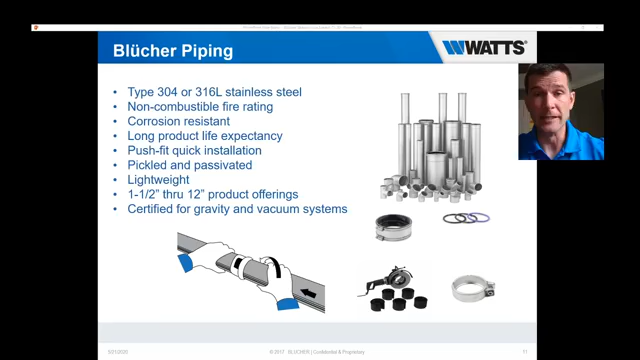 Blücher Piping
WATTS®
• Type 304 or 316L stainless steel
• Non-combustible fire rating
• Corrosion resistant
• Long product life expectancy
• Push-fit quick installation
• Pickled and passivated
• Lightweight
• 1-1/2” thru 12” product offerings
• Certified for gravity and vacuum systems
5/21/2020
© 2017 BLÜCHER | Confidential & Proprietary
11